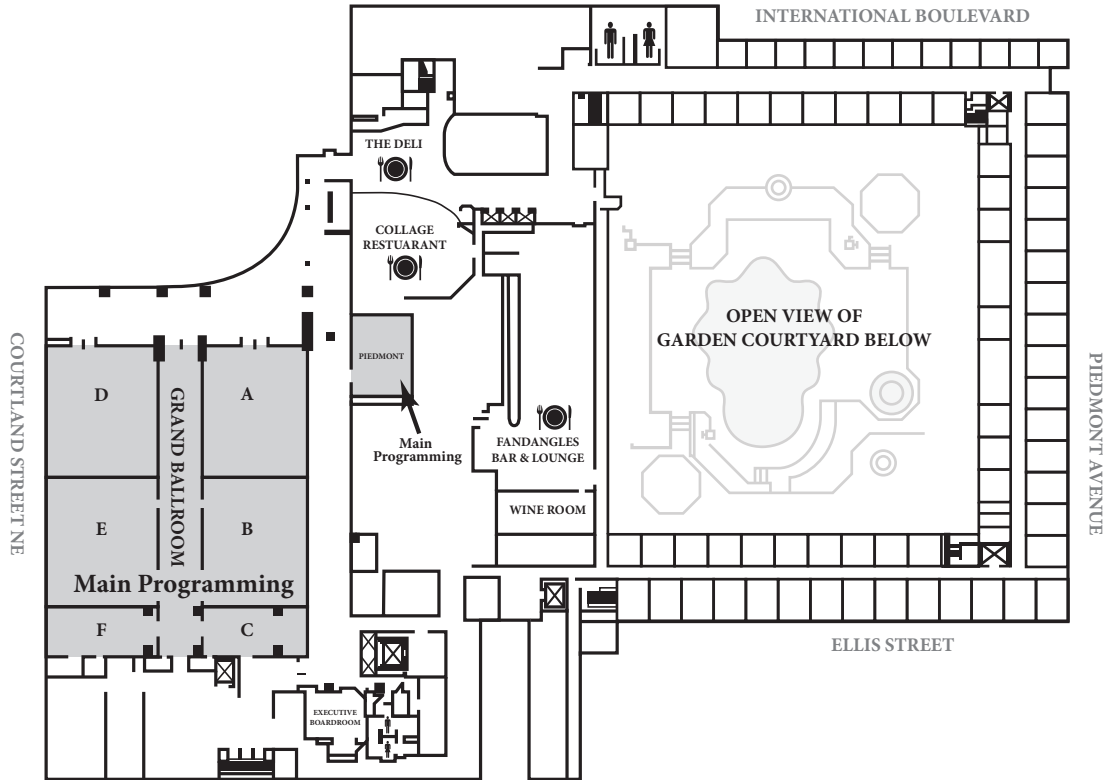 INTERNATIONAL BOULEVARD
THE DELI
COLLAGE
RESTUARANT
OPEN VIEW OF
GARDEN COURTYARD BELOW
PIEDMONT
COURTLAND STREET NE
PIEDMONT AVENUE
D
A
GRAND BALLROOM
Main
Programming
FANDANGLES
BAR & LOUNGE
WINE ROOM
E
B
Main Programming
F
C
ELLIS STREET
EXECUTIVE
BOARDROOM